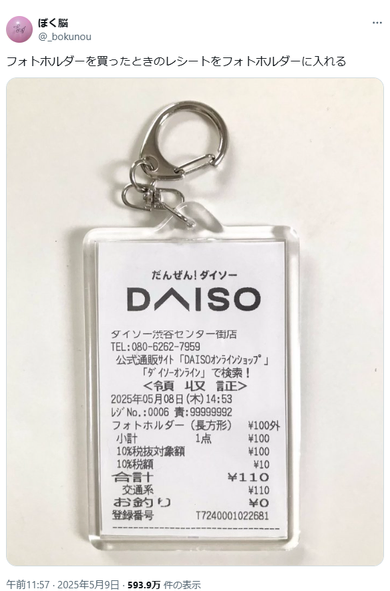 ぼく脳
@_bokunou
フォトホルダーを買ったときのレシートをフォトホルダーに入れる
だんぜん!ダイソー
DAISO
ダイソー渋谷センター街店
TEL:080-6262-7959
公式通販サイト「DAISOオンラインショップ」
「ダイソーオンライン」で検索!
<領 収 証>
2025年05月08日(木)14:53
レジNo.:0006 責:99999992
フォトホルダー(長方形) ¥100外
小計 1点 ¥100
10%税抜対象額 ¥100
10%税額 ¥10
合計 ¥110
交通系 ¥110
お釣り ¥0
登録番号 T7240001022681
午前11:57 · 2025年5月9日 · 593.9万 件の表示